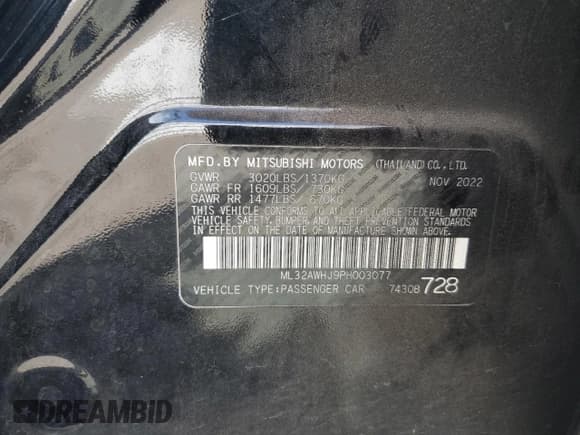 MFD.BY MITSUBISHI MOTORS (THAILAND) CO., LTD.
GVWR 3020LBS/1370KG NOV 2022
GAWR FR 1609LBS/ 730KG
GAWR RR 1477LBS/ 670KG
THIS VEHICLE CONFORMS TO ALL APPLICABLE FEDERAL MOTOR
VEHICLE SAFETY, BUMPER AND THEFT PREVENTION STANDARDS
IN EFFECT ON THE DATE OF MANUFACTURE SHOWN ABOVE.
ML32AWHJ9PH003077
VEHICLE TYPE:PASSENGER CAR 74308 728
DREAMBID